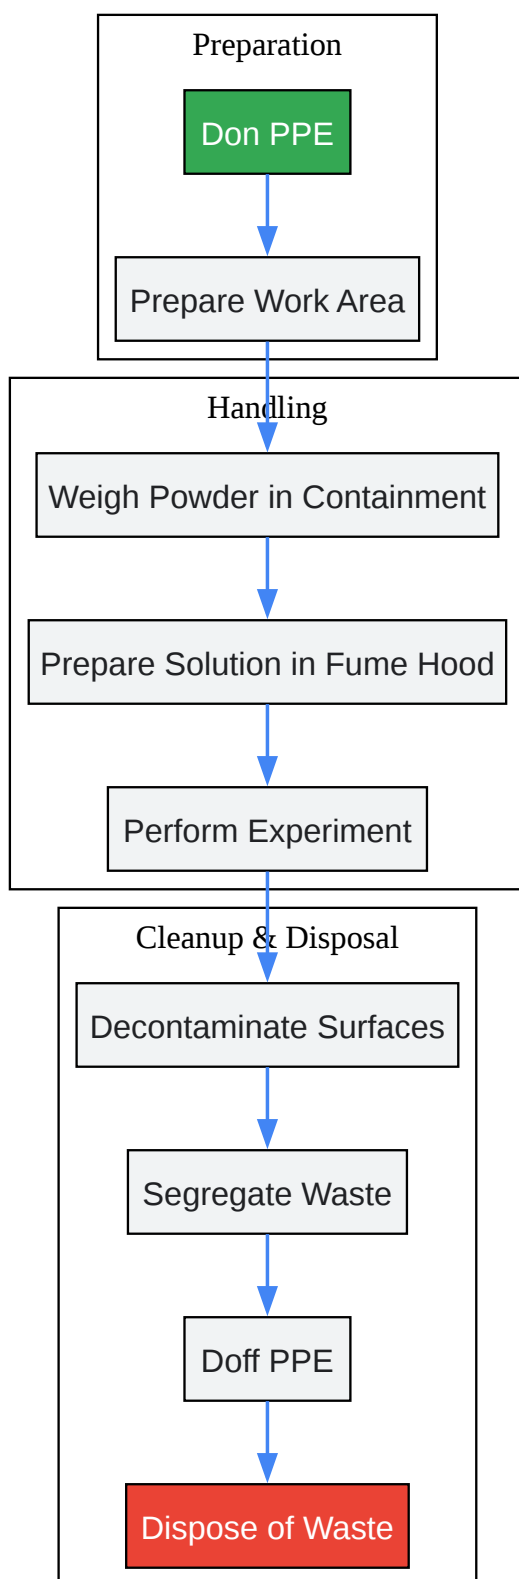 Preparation
Don PPE
Prepare Work Area
Handling
Weigh Powder in Containment
Prepare Solution in Fume Hood
Perform Experiment
Cleanup & Disposal
Decontaminate Surfaces
Segregate Waste
Doff PPE
Dispose of Waste